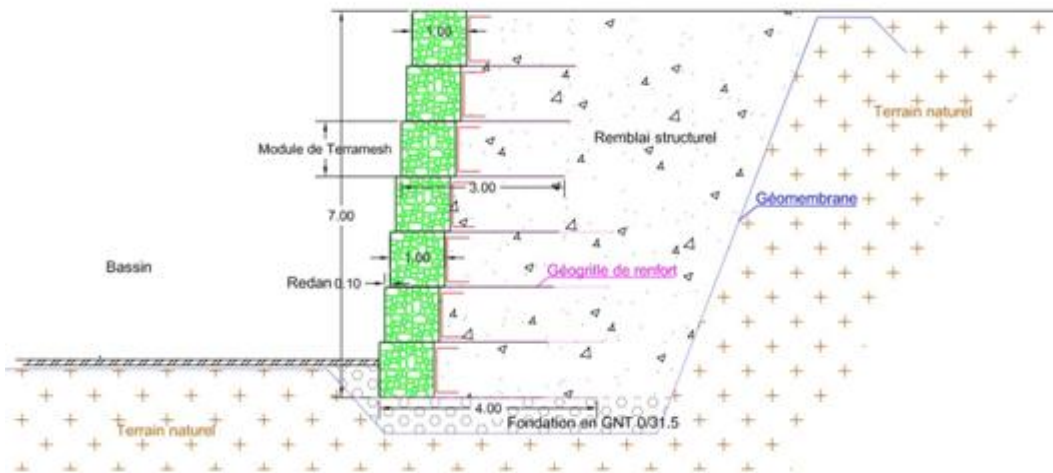 1.00
Terrain naturel
Remblai structurel
Module de Terramesh
3.00
Géomembrane
7.00
1.00
Bassin
Géogrille de renfort
Redan 0.10
4.00
Fondation en GNT 0/31.5
Terrain naturel